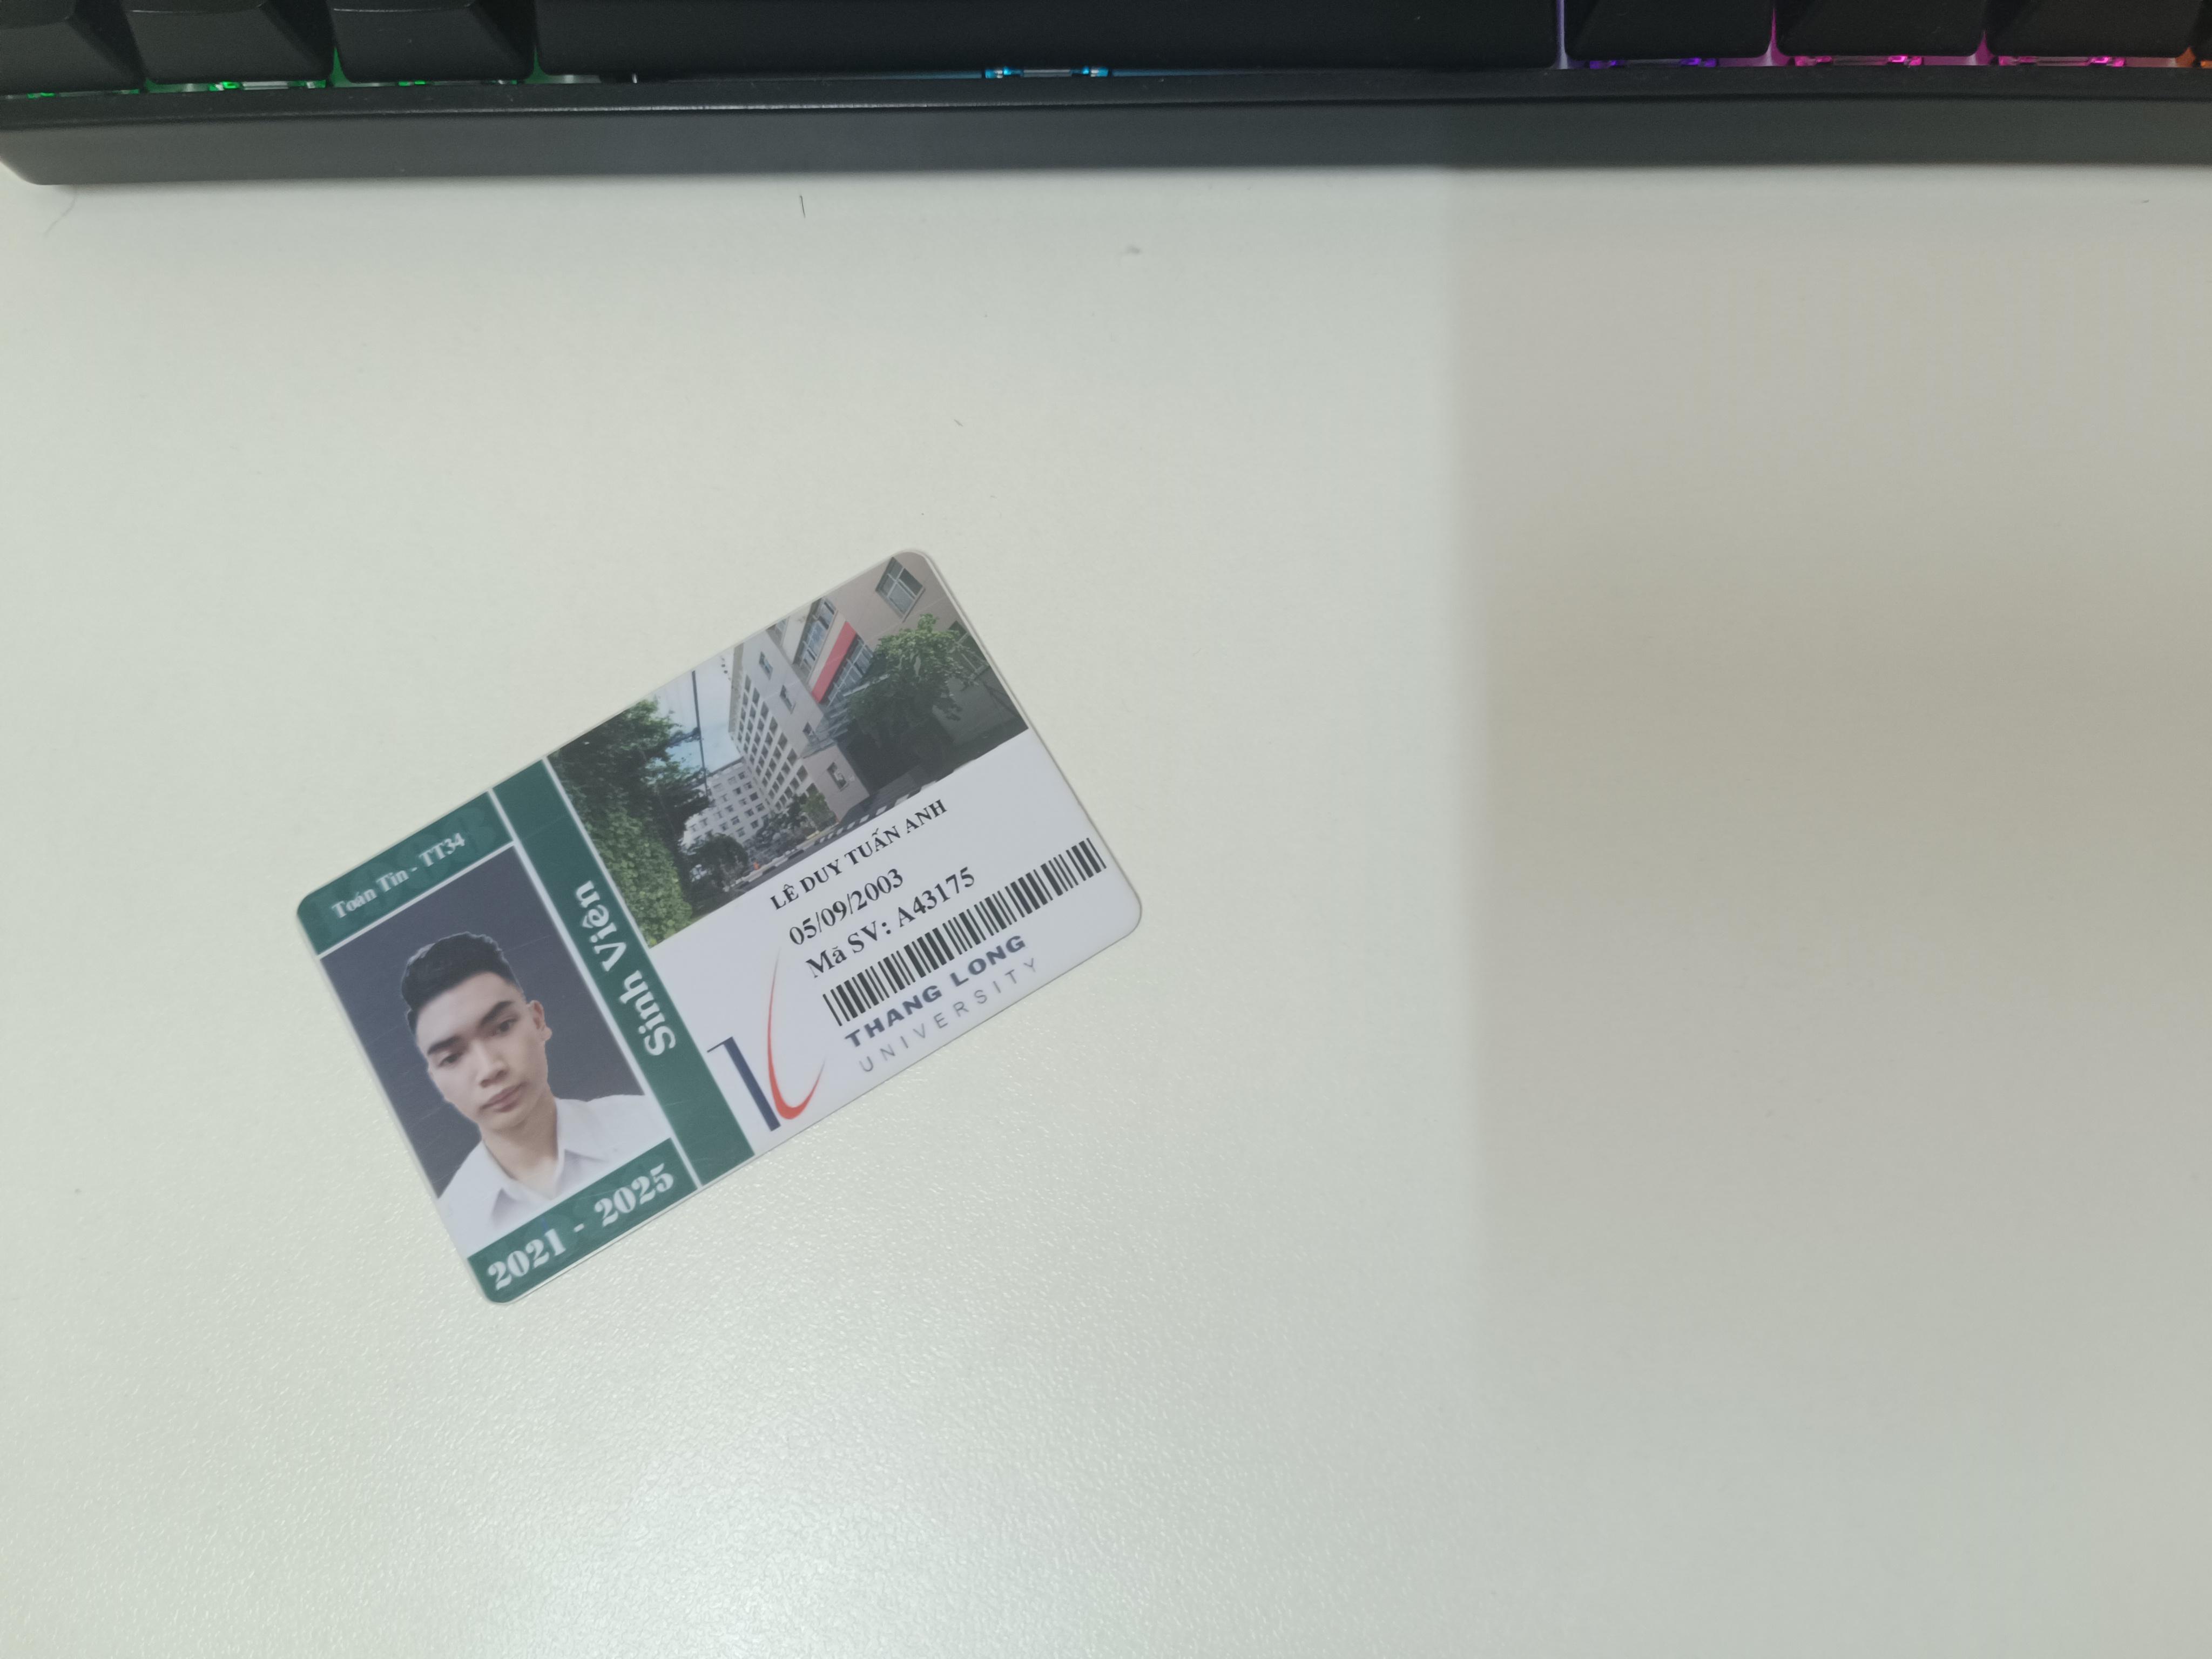 Toán Tin - TT34
2021 - 2025
Sinh Viên
LÊ DUY TUẤN ANH
05/09/2003
Mã SV: A43175
THANG LONG
UNIVERSITY